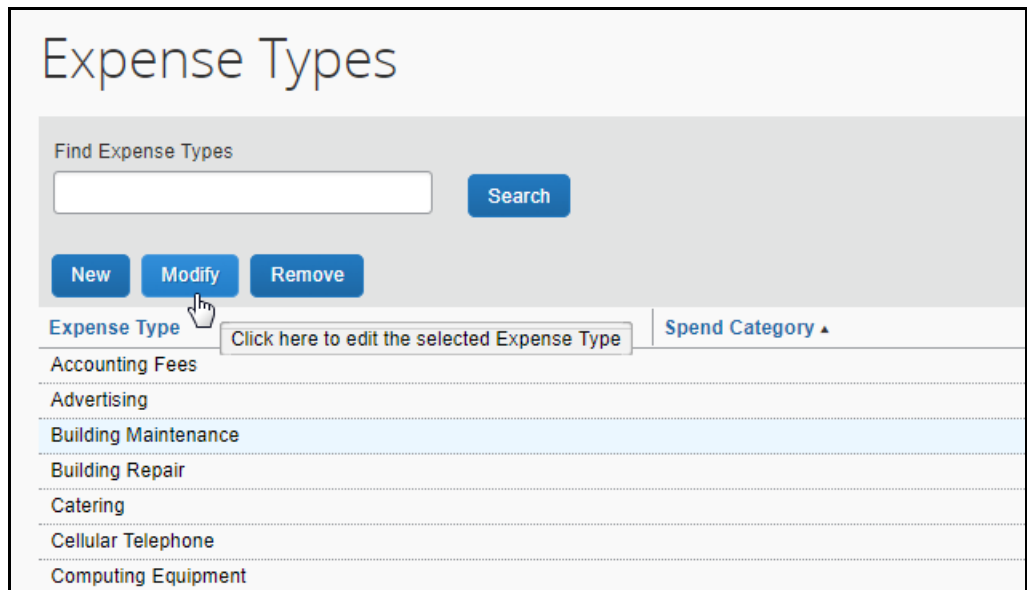 Expense Types
Find Expense Types
Search
New Modify Remove
Expense Type Spend Category ▲
Click here to edit the selected Expense Type
Accounting Fees
Advertising
Building Maintenance
Building Repair
Catering
Cellular Telephone
Computing Equipment